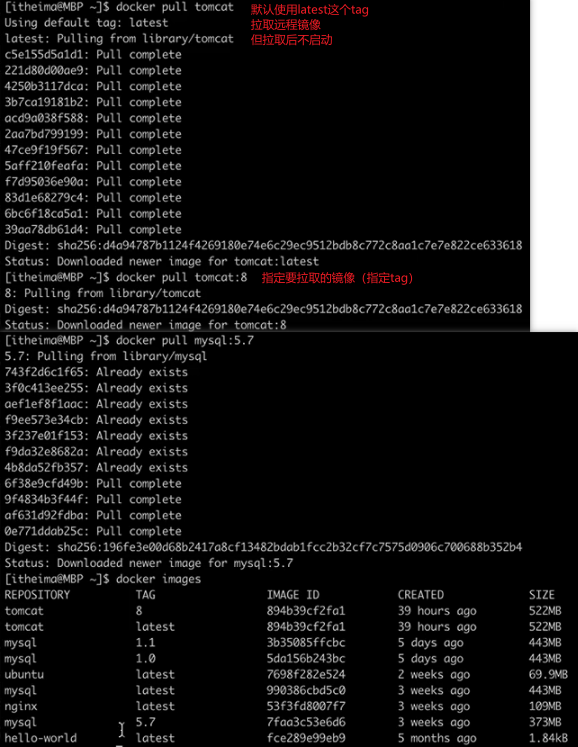 [itheima@MBP ~]$ docker pull tomcat 默认使用latest这个tag
Using default tag: latest 拉取远程镜像
latest: Pulling from library/tomcat 但拉取后不启动
c5e155d5a1d1: Pull complete
221d80d00ae9: Pull complete
4250b3117dca: Pull complete
3b7ca19181b2: Pull complete
acd9a038f588: Pull complete
2aa7bd799199: Pull complete
47ce9f19f567: Pull complete
5aff210feafa: Pull complete
f7d95036e90a: Pull complete
83d1e68279c4: Pull complete
6bc6f18ca5a1: Pull complete
39aa78db61d4: Pull complete
Digest: sha256:d4a94787b1124f4269180e74e6c29ec9512bdb8c772c8aa1c7e7e822ce633618
Status: Downloaded newer image for tomcat:latest
[itheima@MBP ~]$ docker pull tomcat:8 指定要拉取的镜像（指定tag）
8: Pulling from library/tomcat
Digest: sha256:d4a94787b1124f4269180e74e6c29ec9512bdb8c772c8aa1c7e7e822ce633618
Status: Downloaded newer image for tomcat:8
[itheima@MBP ~]$ docker pull mysql:5.7
5.7: Pulling from library/mysql
743f2d6c1f65: Already exists
3f0c413ee255: Already exists
aef1ef8f1aac: Already exists
f9ee573e34cb: Already exists
3f237e01f153: Already exists
f9da32e8682a: Already exists
4b8da52fb357: Already exists
6f38e9cfd49b: Pull complete
9f4834b3f44f: Pull complete
af631d92fdba: Pull complete
0e771ddab25c: Pull complete
Digest: sha256:196fe3e00d68b2417a8cf13482bdab1fcc2b32cf7c7575d0906c700688b352b4
Status: Downloaded newer image for mysql:5.7
[itheima@MBP ~]$ docker images
REPOSITORY TAG IMAGE ID CREATED SIZE
tomcat 8 894b39cf2fa1 39 hours ago 522MB
tomcat latest 894b39cf2fa1 39 hours ago 522MB
mysql 1.1 3b35085ffcbc 5 days ago 443MB
mysql 1.0 5da156b243bc 5 days ago 443MB
ubuntu latest 7698f282e524 2 weeks ago 69.9MB
mysql latest 990386cbd5c0 3 weeks ago 443MB
nginx latest 53f3fd8007f7 3 weeks ago 109MB
mysql 5.7 7faa3c53e6d6 3 weeks ago 373MB
hello-world latest fce289e99eb9 5 months ago 1.84kB